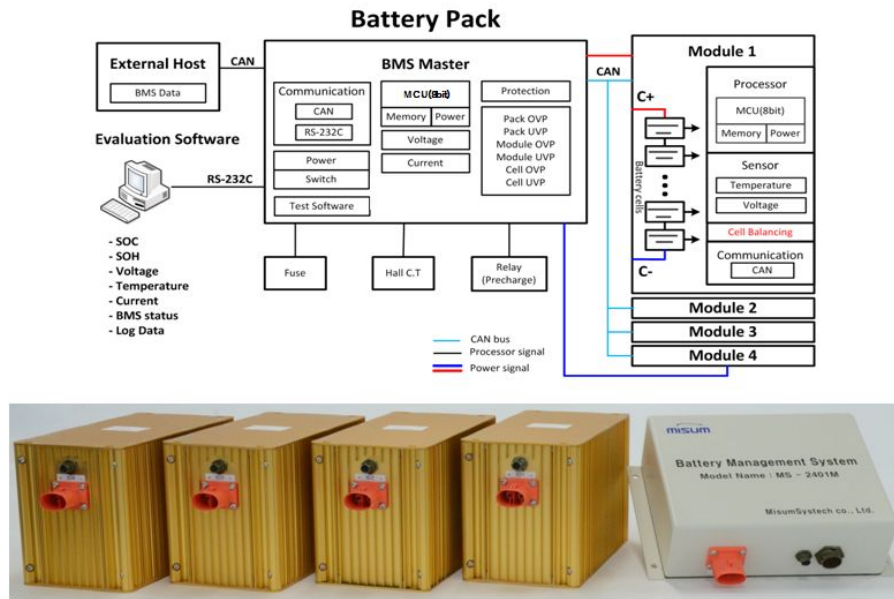 Battery Pack
External Host
BMS Data
CAN
Evaluation Software
RS-232C
- SOC
- SOH
- Voltage
- Temperature
- Current
- BMS status
- Log Data
BMS Master
Communication
CAN
RS-232C
Power
Switch
Test Software
MCU(8bit)
Memory
Power
Voltage
Current
Protection
Pack OVP
Pack UVP
Module OVP
Module UVP
Cell OVP
Cell UVP
Fuse
Hall C.T
Relay
(Precharge)
CAN bus
Processor signal
Power signal
CAN
Module 1
C+
Battery cells
C-
Processor
MCU(8bit)
Memory
Power
Sensor
Temperature
Voltage
Cell Balancing
Communication
CAN
Module 2
Module 3
Module 4
misum
Battery Management System
Model Name : MS - 2401M
MisumSystech co., Ltd.